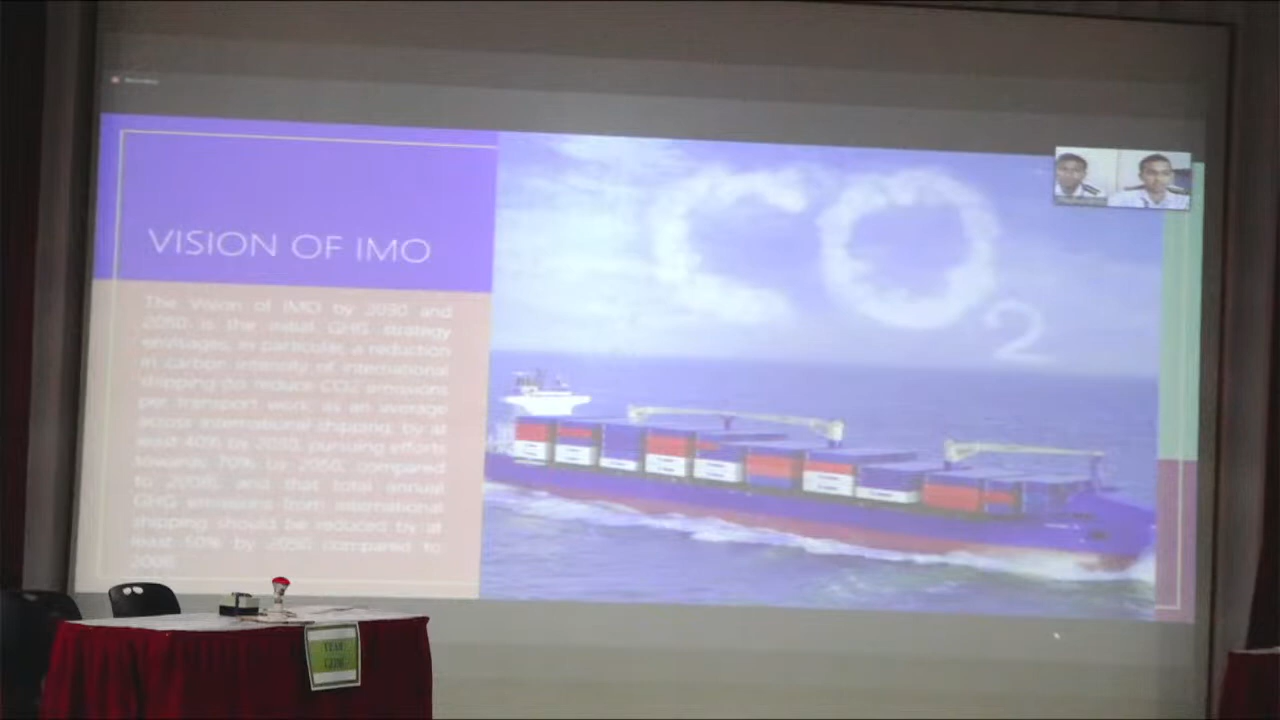 VISION OF IMO
The Vision of IMO by 2030 and
2050 is the initial GHG strategy
envisages, in particular, a reduction
in carbon intensity of international
shipping (to reduce CO₂ emissions
per transport work, as an average
across international shipping, by at
least 40% by 2030, pursuing efforts
towards 70% by 2050, compared
to 2008; and that total annual
GHG emissions from international
shipping should be reduced by at
least 50% by 2050 compared to
2008.
CO₂